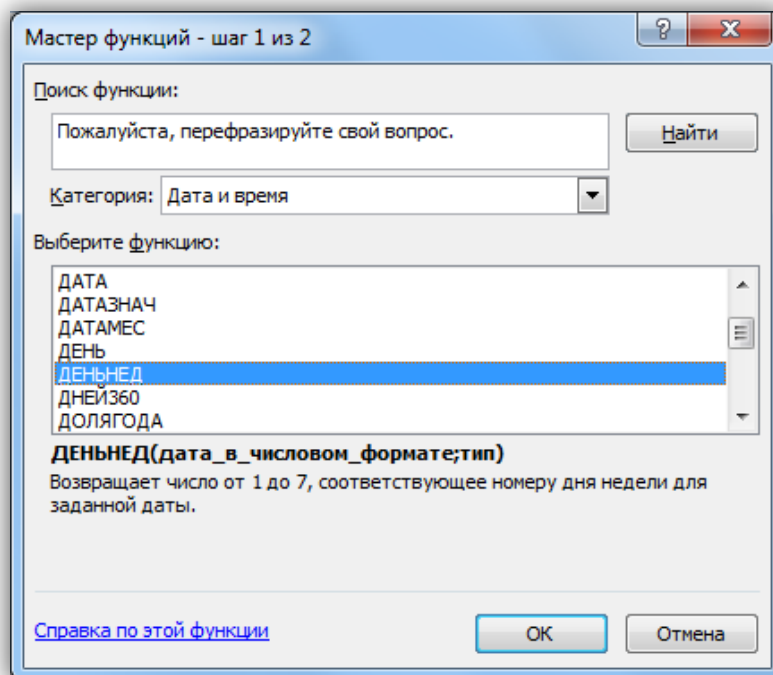 Мастер функций - шаг 1 из 2
Поиск функции:
Пожалуйста, перефразируйте свой вопрос.
Найти
Категория: Дата и время
Выберите функцию:
ДАТА
ДАТАЗНАЧ
ДАТАМЕС
ДЕНЬ
ДЕНЬНЕД
ДНЕЙ360
ДОЛЯГОДА
ДЕНЬНЕД(дата_в_числовом_формате;тип)
Возвращает число от 1 до 7, соответствующее номеру дня недели для
заданной даты.
Справка по этой функции
ОК
Отмена